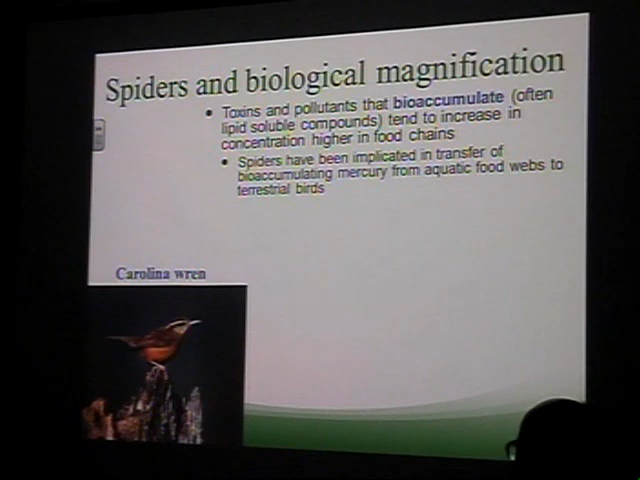 Spiders and biological magnification
• Toxins and pollutants that bioaccumulate (often
lipid soluble compounds) tend to increase in
concentration higher in food chains
• Spiders have been implicated in transfer of
bioaccumulating mercury from aquatic food webs to
terrestrial birds
Carolina wren